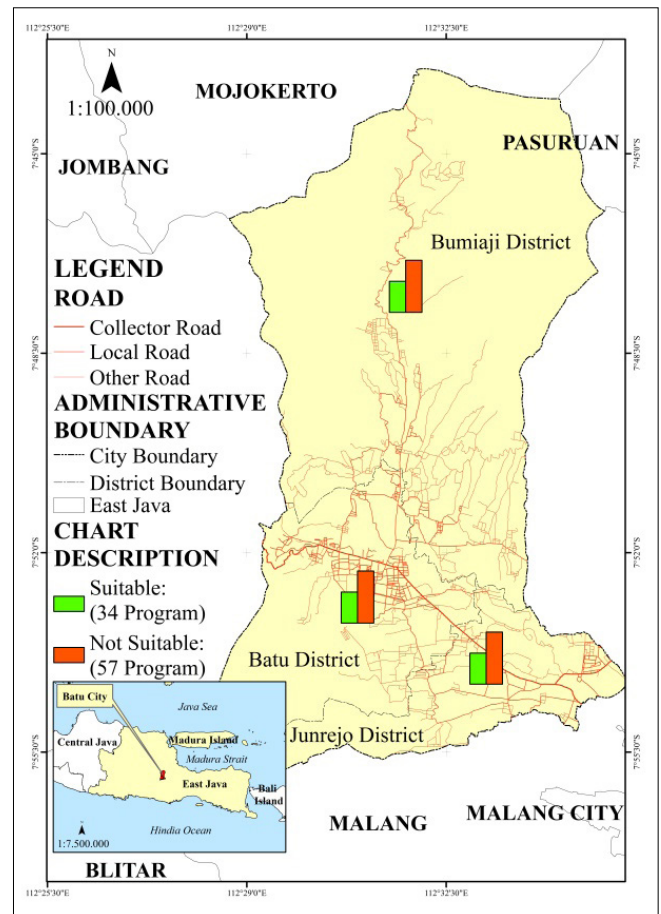 112°25'30"E
112°29'0"E
112°32'30"E
N
1:100.000
MOJOKERTO
PASURUAN
JOMBANG
7°45'0"S
7°45'0"S
Bumiaji District
LEGEND
ROAD
Collector Road
Local Road
Other Road
7°48'30"S
7°48'30"S
ADMINISTRATIVE
BOUNDARY
City Boundary
District Boundary
East Java
CHART
DESCRIPTION
Suitable:
(34 Program)
Not Suitable:
(57 Program)
7°52'0"S
7°52'0"S
Batu District
Junrejo District
Batu City
Java Sea
Central Java
Madura Island
Madura Strait
East Java
Bali
Island
Hindia Ocean
1:7.500.000
7°55'30"S
7°55'30"S
MALANG
MALANG CITY
BLITAR
112°25'30"E
112°29'0"E
112°32'30"E